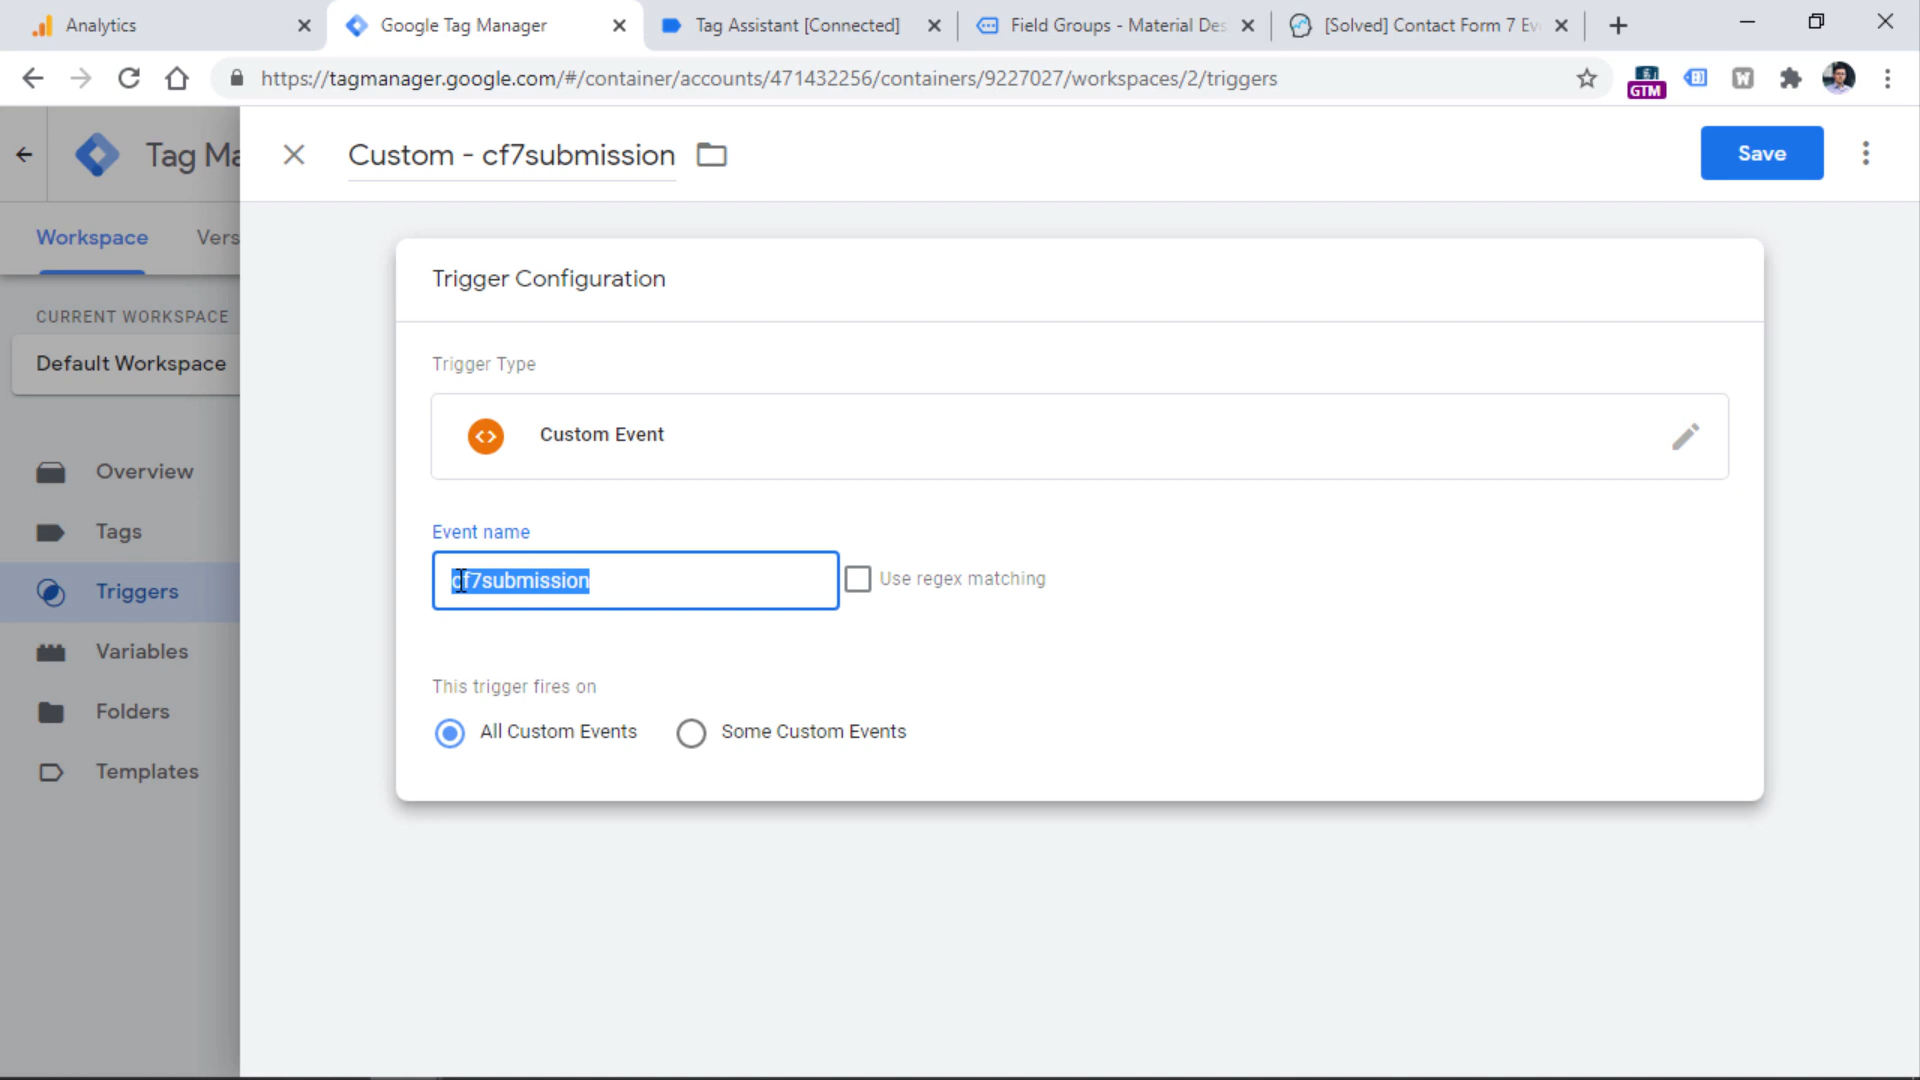 Analytics
Google Tag Manager
Tag Assistant [Connected]
Field Groups - Material Des
[Solved] Contact Form 7 Ev
https://tagmanager.google.com/#/container/accounts/471432256/containers/9227027/workspaces/2/triggers
GTM
Tag Ma
Custom - cf7submission
Save
Workspace
Vers
Trigger Configuration
CURRENT WORKSPACE
Default Workspace
Trigger Type
Custom Event
Overview
Tags
Event name
cf7submission
Use regex matching
Triggers
Variables
This trigger fires on
All Custom Events
Some Custom Events
Folders
Templates